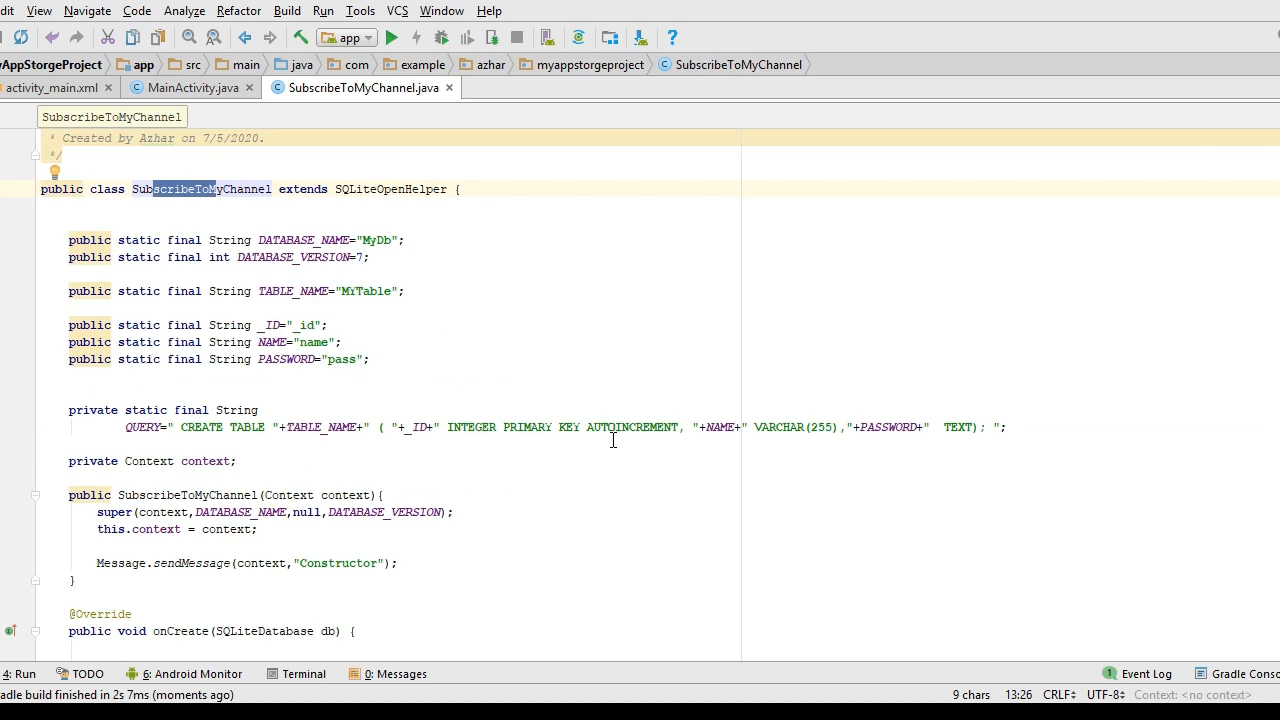 dit View Navigate Code Analyze Refactor Build Run Tools VCS Window Help
app
yAppStorgeProject app src main java com example azhar myappstorgeproject SubscribeToMyChannel
activity_main.xml MainActivity.java SubscribeToMyChannel.java
SubscribeToMyChannel
* Created by Azhar on 7/5/2020.
*/
public class SubscribeToMyChannel extends SQLiteOpenHelper {
public static final String DATABASE_NAME="MyDb";
public static final int DATABASE_VERSION=7;
public static final String TABLE_NAME="MYTable";
public static final String _ID="_id";
public static final String NAME="name";
public static final String PASSWORD="pass";
private static final String
QUERY=" CREATE TABLE "+TABLE_NAME+" ( "+_ID+" INTEGER PRIMARY KEY AUTOINCREMENT, "+NAME+" VARCHAR(255),"+PASSWORD+"  TEXT); ";
private Context context;
public SubscribeToMyChannel(Context context){
super(context,DATABASE_NAME,null,DATABASE_VERSION);
this.context = context;
Message.sendMessage(context,"Constructor");
}
@Override
public void onCreate(SQLiteDatabase db) {
4: Run TODO 6: Android Monitor Terminal 0: Messages 1 Event Log Gradle Conso
adle build finished in 2s 7ms (moments ago) 9 chars 13:26 CRLF UTF-8 Context: <no context>